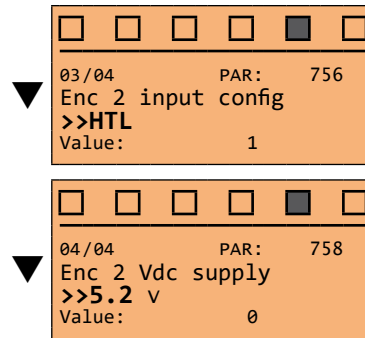 03/04 PAR: 756
Enc 2 input config
>>HTL
Value: 1
04/04 PAR: 758
Enc 2 Vdc supply
>>5.2 V
Value: 0